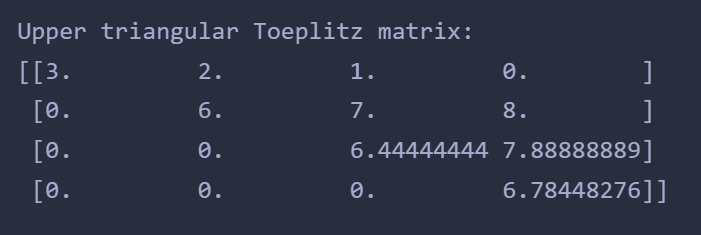 Upper triangular Toeplitz matrix:
[[3.         2.         1.         0.        ]
 [0.         6.         7.         8.        ]
 [0.         0.         6.44444444 7.88888889]
 [0.         0.         0.         6.78448276]]